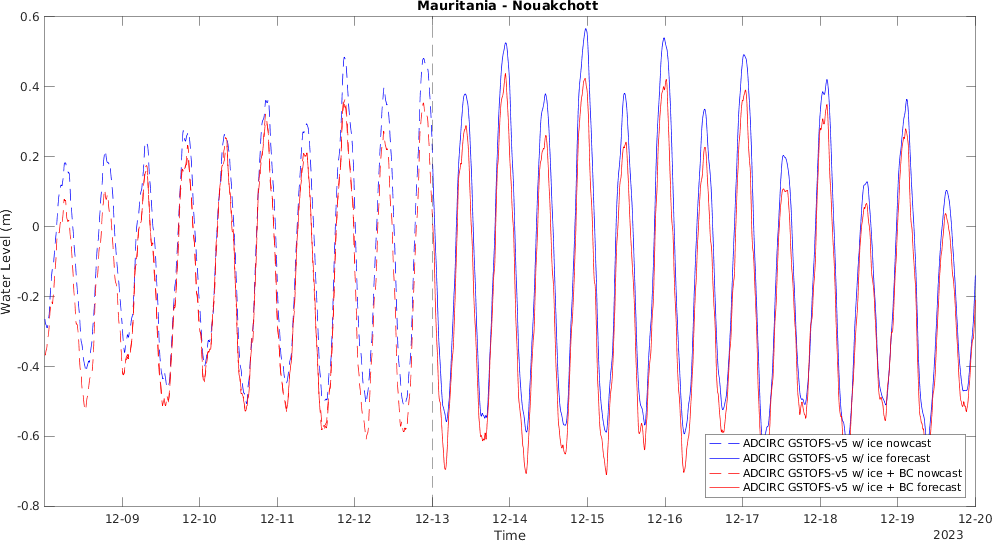 Mauritania - Nouakchott
0.6
0.4
0.2
0
-0.2
-0.4
-0.6
-0.8
Water Level (m)
ADCIRC GSTOFS-v5 w/ ice nowcast
ADCIRC GSTOFS-v5 w/ ice forecast
ADCIRC GSTOFS-v5 w/ ice + BC nowcast
ADCIRC GSTOFS-v5 w/ ice + BC forecast
12-09 12-10 12-11 12-12 12-13 12-14 12-15 12-16 12-17 12-18 12-19 12-20
Time
2023